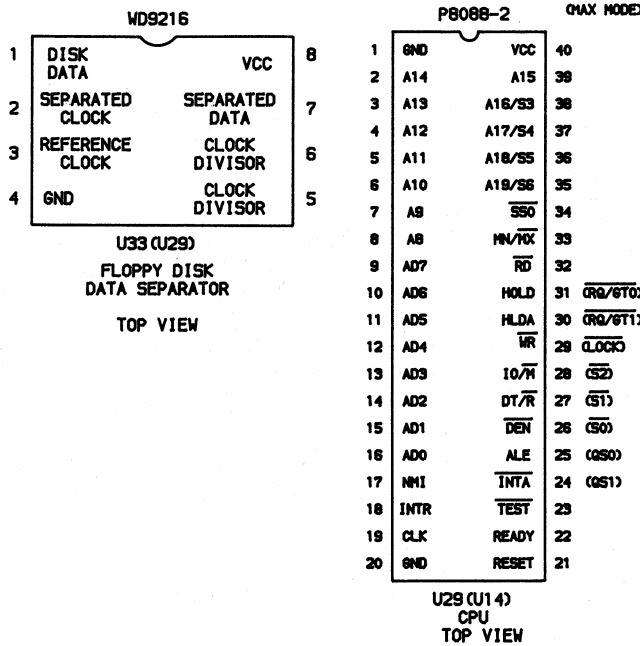 WD9216
1 DISK DATA VCC 8
2 SEPARATED CLOCK SEPARATED DATA 7
3 REFERENCE CLOCK CLOCK DIVISOR 6
4 GND CLOCK DIVISOR 5
U33(U29)
FLOPPY DISK
DATA SEPARATOR
TOP VIEW
P8088-2 (MAX MODE)
1 GND VCC 40
2 A14 A15 39
3 A13 A16/S3 38
4 A12 A17/S4 37
5 A11 A18/S5 36
6 A10 A19/S6 35
7 A9 SSO 34
8 A8 MN/MX 33
9 AD7 RD 32
10 AD6 HOLD 31 (RQ/GTO)
11 AD5 HLDA 30 (RQ/GT1)
12 AD4 WR 29 (LOCK)
13 AD3 IO/M 28 (S2)
14 AD2 DT/R 27 (S1)
15 AD1 DEN 26 (S0)
16 AD0 ALE 25 (QS0)
17 NMI INTA 24 (QS1)
18 INTR TEST 23
19 CLK READY 22
20 GND RESET 21
U29(U14)
CPU
TOP VIEW